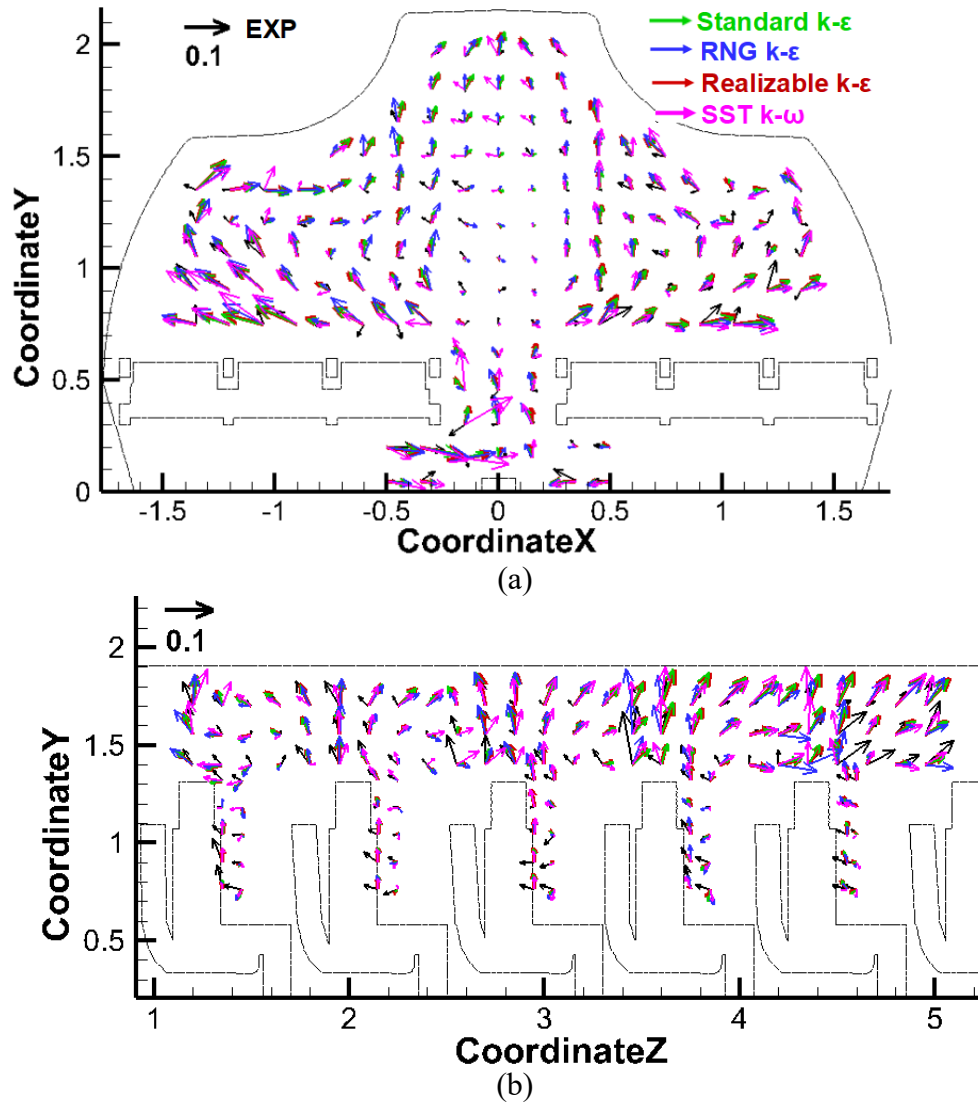 EXP
0.1
Standard k-ε
RNG k-ε
Realizable k-ε
SST k-ω
2
1.5
1
0.5
0
CoordinateY
-1.5 -1 -0.5 0 0.5 1 1.5
CoordinateX
(a)
0.1
2
1.5
1
0.5
CoordinateY
1 2 3 4 5
CoordinateZ
(b)